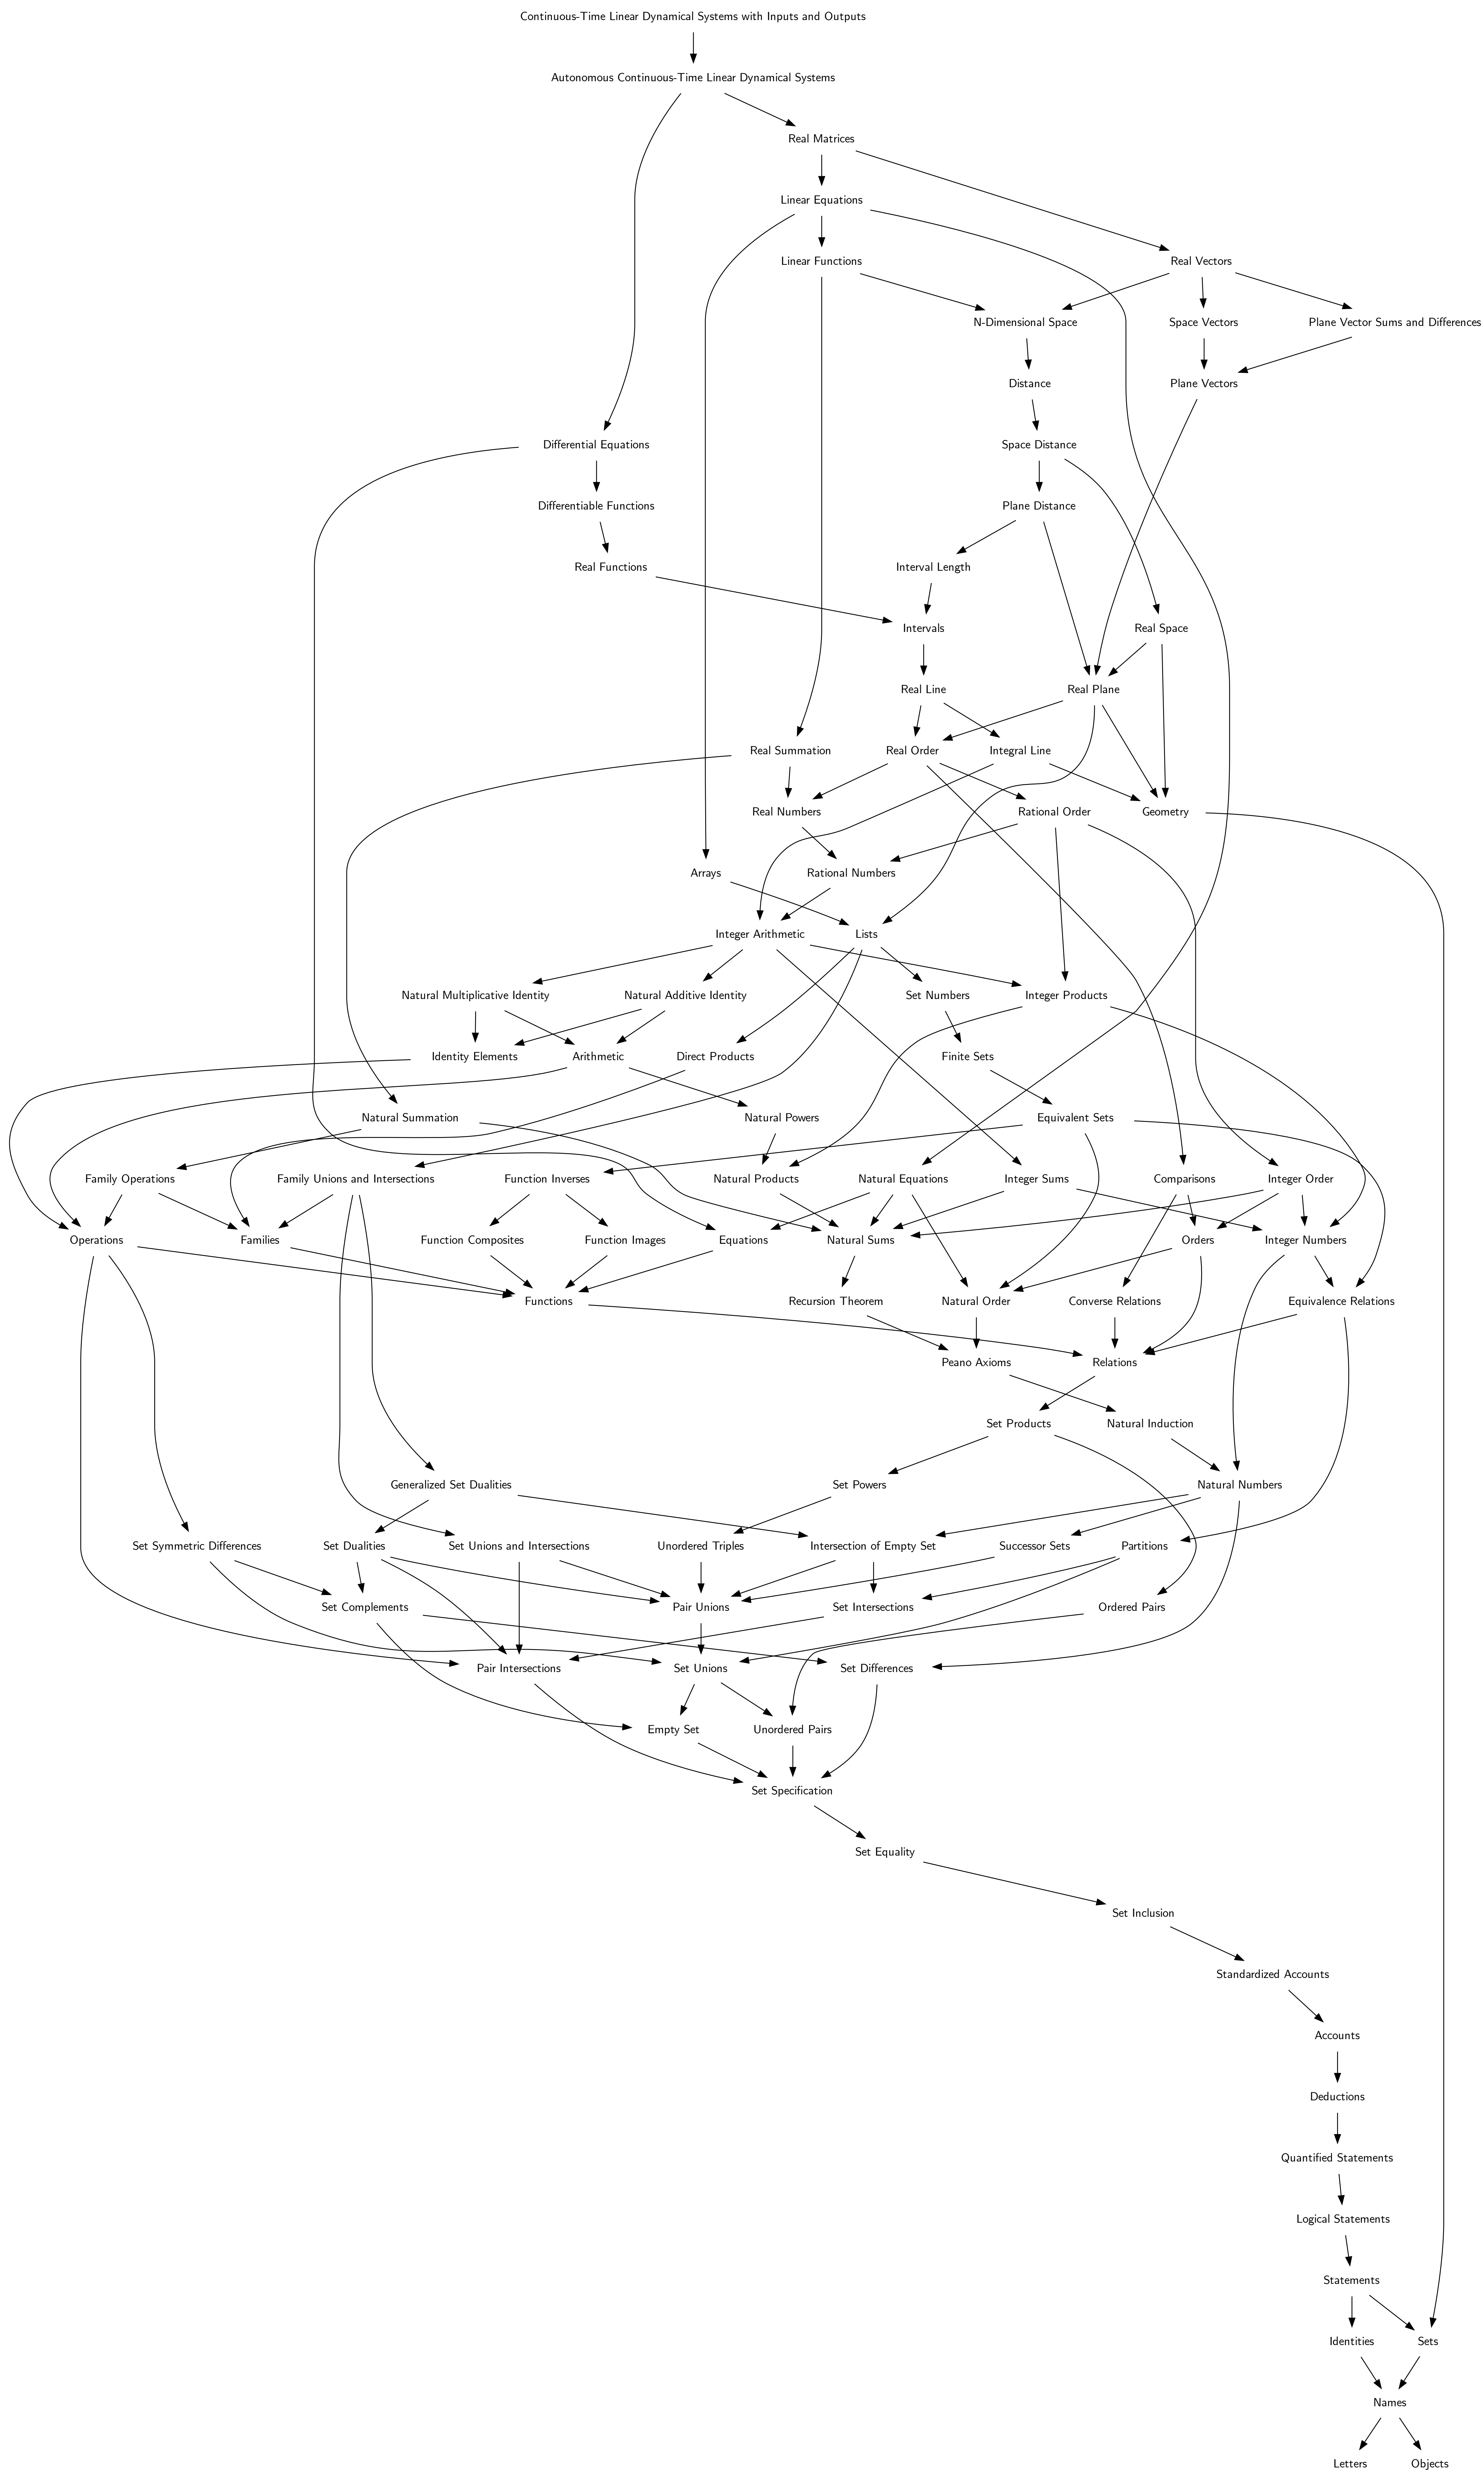 Continuous-Time Linear Dynamical Systems with Inputs and Outputs
Autonomous Continuous-Time Linear Dynamical Systems
Real Matrices
Linear Equations
Linear Functions
Real Vectors
N-Dimensional Space
Space Vectors
Plane Vector Sums and Differences
Distance
Plane Vectors
Differential Equations
Space Distance
Differentiable Functions
Plane Distance
Real Functions
Interval Length
Intervals
Real Space
Real Line
Real Plane
Real Summation
Real Order
Integral Line
Real Numbers
Rational Order
Geometry
Arrays
Rational Numbers
Integer Arithmetic
Lists
Natural Multiplicative Identity
Natural Additive Identity
Set Numbers
Integer Products
Identity Elements
Arithmetic
Direct Products
Finite Sets
Natural Summation
Natural Powers
Equivalent Sets
Family Operations
Family Unions and Intersections
Function Inverses
Natural Products
Natural Equations
Integer Sums
Comparisons
Integer Order
Operations
Families
Function Composites
Function Images
Equations
Natural Sums
Orders
Integer Numbers
Functions
Recursion Theorem
Natural Order
Converse Relations
Equivalence Relations
Peano Axioms
Relations
Set Products
Natural Induction
Generalized Set Dualities
Set Powers
Natural Numbers
Set Symmetric Differences
Set Dualities
Set Unions and Intersections
Unordered Triples
Intersection of Empty Set
Successor Sets
Partitions
Set Complements
Pair Unions
Set Intersections
Ordered Pairs
Pair Intersections
Set Unions
Set Differences
Empty Set
Unordered Pairs
Set Specification
Set Equality
Set Inclusion
Standardized Accounts
Accounts
Deductions
Quantified Statements
Logical Statements
Statements
Identities
Sets
Names
Letters
Objects